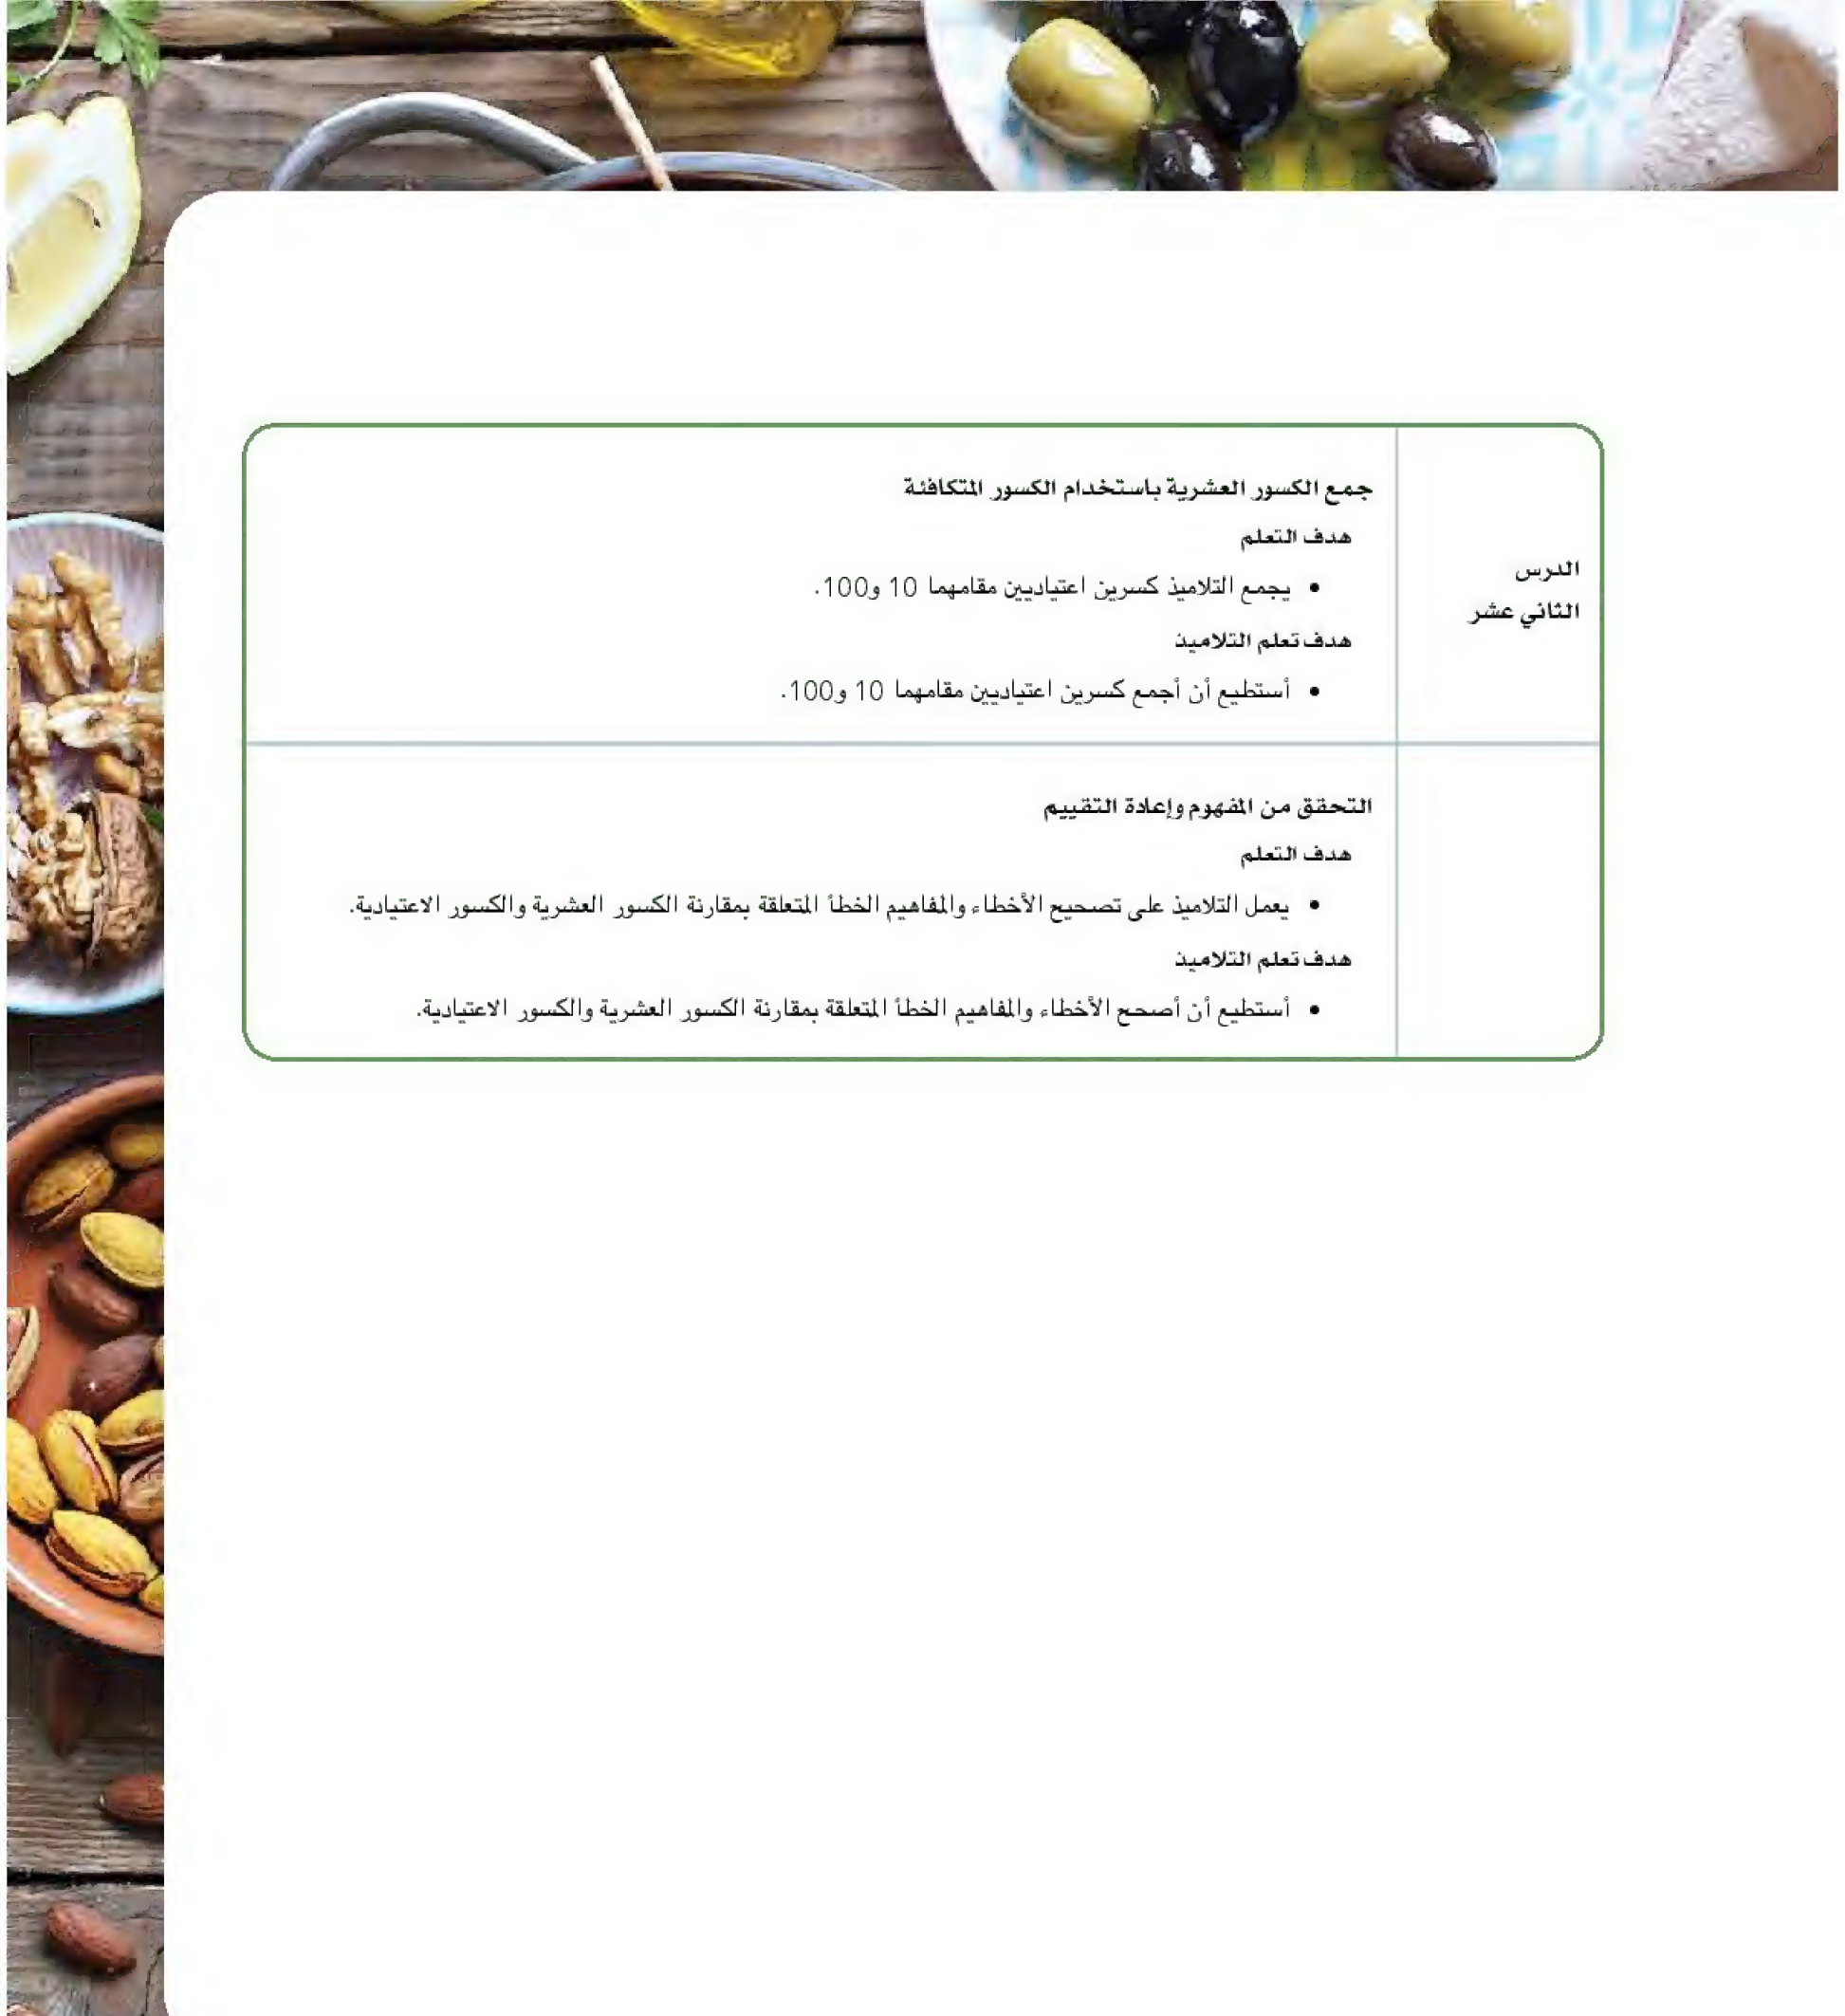 الدرس
الثاني عشر
جمع الكسور العشرية باستخدام الكسور المتكافئة
هدف التعلم
• يجمع التلاميذ كسرين اعتياديين مقامهما 10 و100.
هدف تعلم التلاميذ
• أستطيع أن أجمع كسرين اعتياديين مقامهما 10 و100.
التحقق من المفهوم وإعادة التقييم
هدف التعلم
• يعمل التلاميذ على تصحيح الأخطاء والمفاهيم الخطأ المتعلقة بمقارنة الكسور العشرية والكسور الاعتيادية.
هدف تعلم التلاميذ
• أستطيع أن أصحح الأخطاء والمفاهيم الخطأ المتعلقة بمقارنة الكسور العشرية والكسور الاعتيادية.